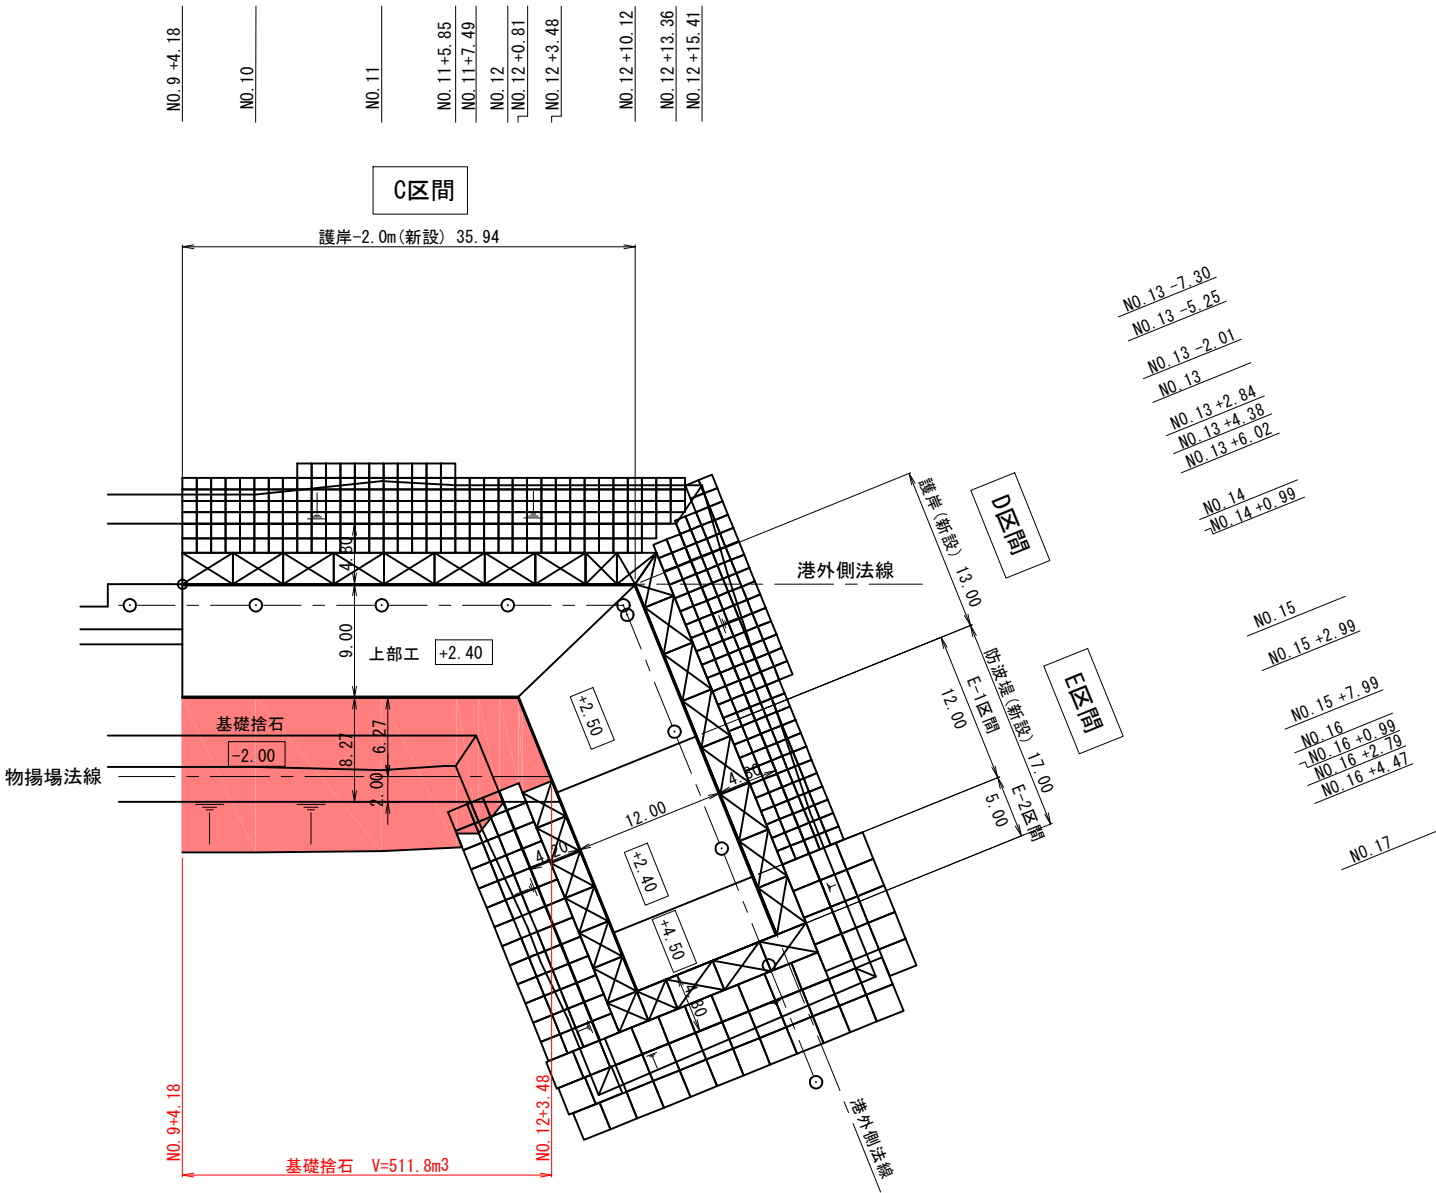 NO.9 +4.18
NO.10
NO.11
NO.11+5.85
NO.11+7.49
NO.12
NO.12 +0.81
NO.12 +3.48
NO.12 +10.12
NO.12 +13.36
NO.12 +15.41
C区間
護岸-2.0m(新設) 35.94
NO.13 -7.30
NO.13 -5.25
NO.13 -2.01
NO.13
NO.13 +2.84
NO.13 +4.38
NO.13 +6.02
NO.14
NO.14 +0.99
NO.15
NO.15 +2.99
NO.15 +7.99
NO.16
NO.16 +0.99
NO.16 +2.79
NO.16 +4.47
NO.17
D区間
護岸(新設) 13.00
E区間
防波堤(新設) 17.00
E-1区間
12.00
E-2区間
5.00
港外側法線
4.80
9.00
上部工 +2.40
+2.50
基礎捨石
-2.00
8.27
6.27
2.00
物揚場法線
4.80
12.00
4.20
+2.40
+4.50
4.80
港外側法線
NO.9+4.18
NO.12+3.48
基礎捨石 V=511.8m3